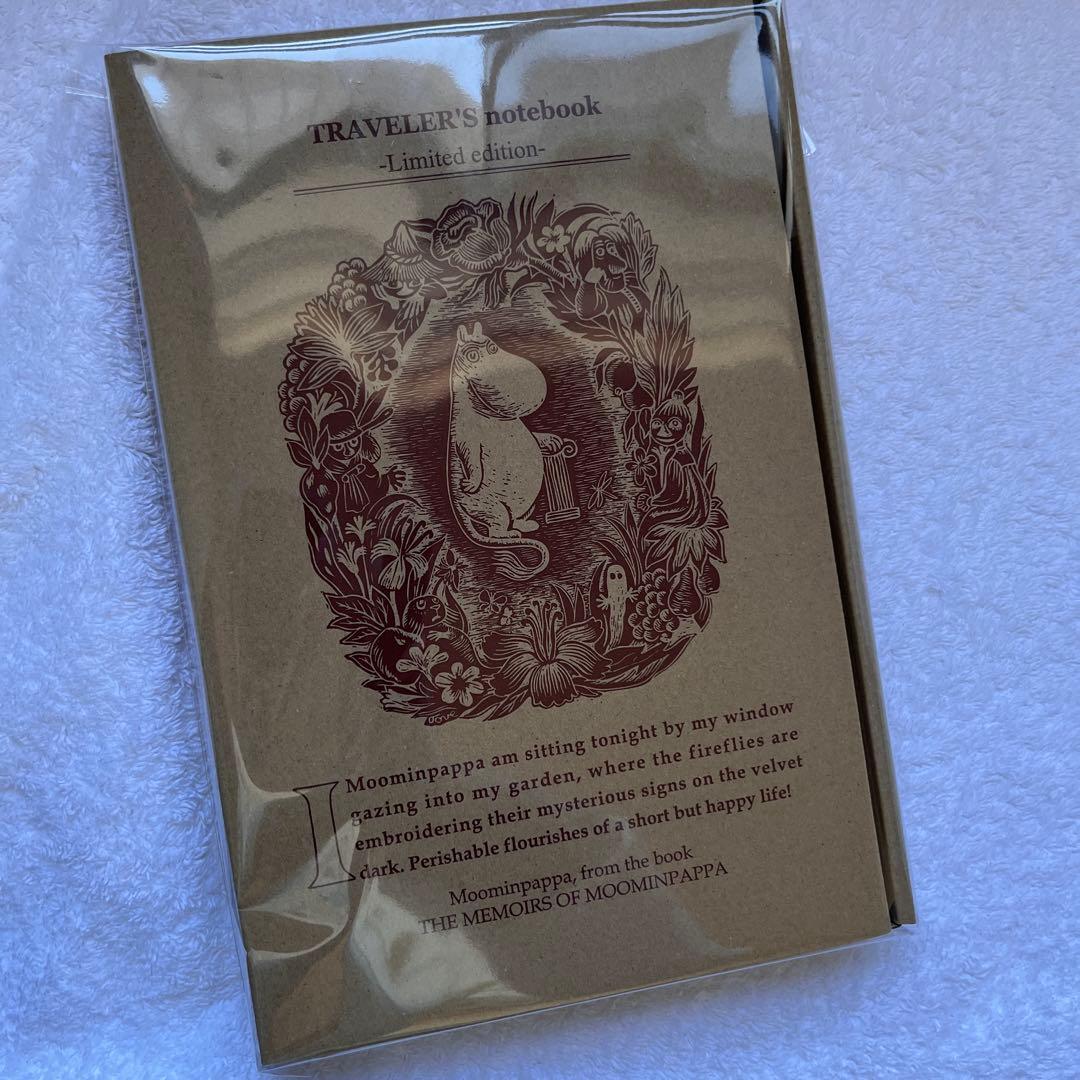 TRAVELER'S notebook
-Limited edition-
Tove
I Moominpappa am sitting tonight by my window
gazing into my garden, where the fireflies are
embroidering their mysterious signs on the velvet
dark. Perishable flourishes of a short but happy life!
Moominpappa, from the book
THE MEMOIRS OF MOOMINPAPPA